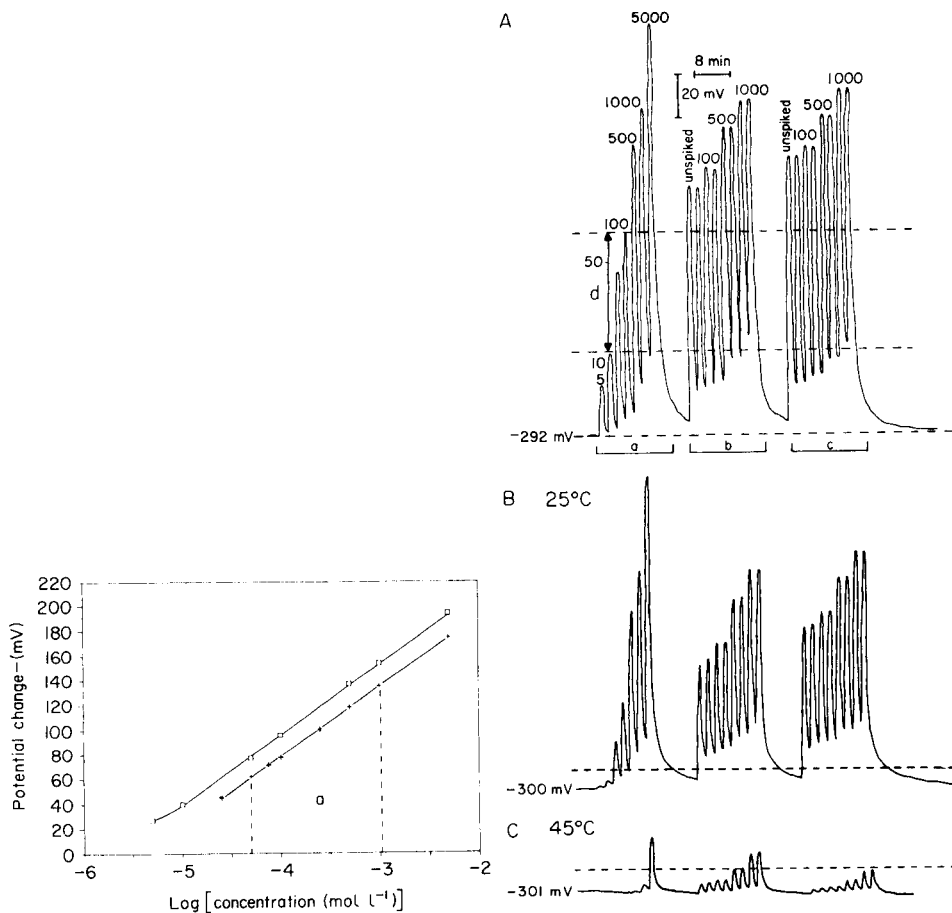 A
5000
8 min
20 mV
1000
500
unspiked
100
500
1000
unspiked
100
500
1000
100
50
d
10
5
-292 mV
a
b
c
B 25°C
-300 mV
C 45°C
-301 mV
Potential change-(mV)
220
200
180
160
140
120
100
80
60
40
20
0
-6
-5
-4
-3
-2
Log [concentration (mol l⁻¹)]